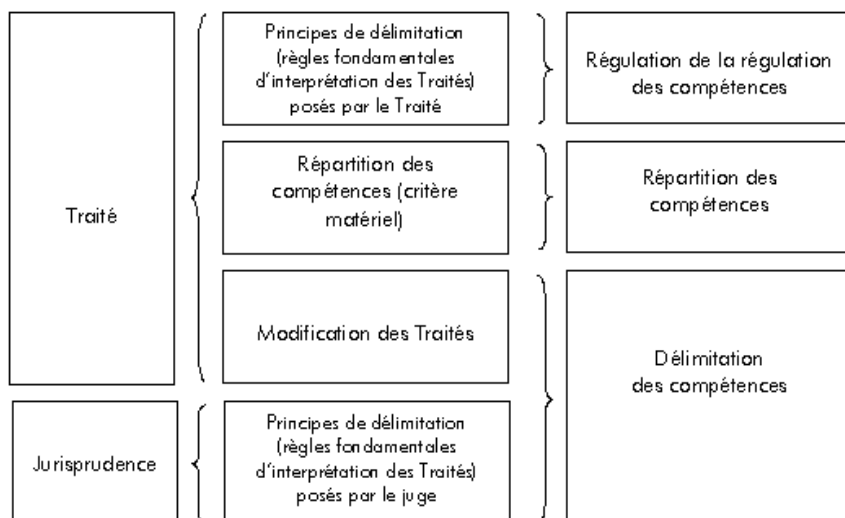 Traité
Principes de délimitation
(règles fondamentales
d'interprétation des Traités)
posés par le Traité
Régulation de la régulation
des compétences
Répartition des
compétences (critère
matériel)
Répartition des
compétences
Modification des Traités
Délimitation
des compétences
Jurisprudence
Principes de délimitation
(règles fondamentales
d'interprétation des Traités)
posés par le juge